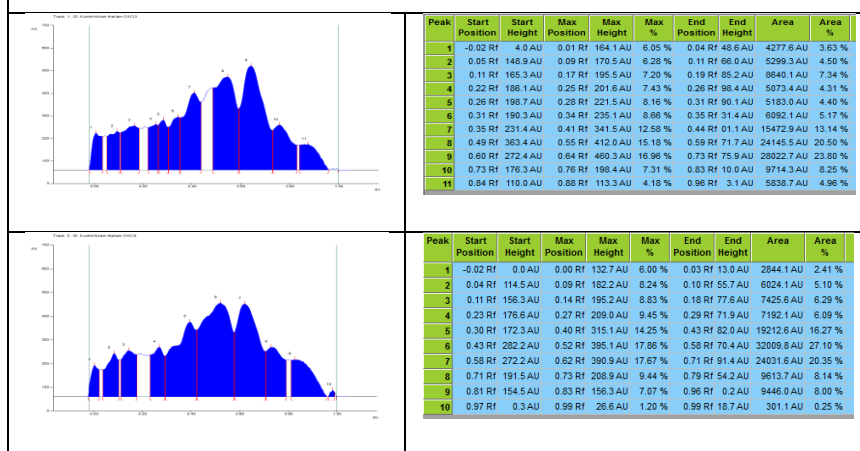 Peak Start Position Start Height Max Position Max Height Max % End Position End Height Area Area %
1 -0.02 Rf 4.0 AU 0.01 Rf 164.1 AU 6.05 % 0.04 Rf 48.6 AU 4277.6 AU 3.63 %
2 0.05 Rf 148.9 AU 0.09 Rf 170.5 AU 6.28 % 0.11 Rf 66.0 AU 5299.3 AU 4.50 %
3 0.11 Rf 165.3 AU 0.17 Rf 195.5 AU 7.20 % 0.19 Rf 85.2 AU 8640.1 AU 7.34 %
4 0.22 Rf 186.1 AU 0.25 Rf 201.6 AU 7.43 % 0.26 Rf 98.4 AU 5073.4 AU 4.31 %
5 0.26 Rf 198.7 AU 0.28 Rf 221.5 AU 8.16 % 0.31 Rf 90.1 AU 5183.0 AU 4.40 %
6 0.31 Rf 190.3 AU 0.34 Rf 235.1 AU 8.66 % 0.35 Rf 31.4 AU 6092.1 AU 5.17 %
7 0.35 Rf 231.4 AU 0.41 Rf 341.5 AU 12.58 % 0.44 Rf 01.1 AU 15472.9 AU 13.14 %
8 0.49 Rf 363.4 AU 0.55 Rf 412.0 AU 15.18 % 0.59 Rf 71.7 AU 24145.5 AU 20.50 %
9 0.60 Rf 272.4 AU 0.64 Rf 460.3 AU 16.96 % 0.73 Rf 75.9 AU 28022.7 AU 23.80 %
10 0.73 Rf 176.3 AU 0.76 Rf 198.4 AU 7.31 % 0.83 Rf 10.0 AU 9714.3 AU 8.25 %
11 0.84 Rf 110.0 AU 0.88 Rf 113.3 AU 4.18 % 0.96 Rf 3.1 AU 5838.7 AU 4.96 %
Peak Start Position Start Height Max Position Max Height Max % End Position End Height Area Area %
1 -0.02 Rf 0.0 AU 0.00 Rf 132.7 AU 6.00 % 0.03 Rf 13.0 AU 2844.1 AU 2.41 %
2 0.04 Rf 114.5 AU 0.09 Rf 182.2 AU 8.24 % 0.10 Rf 55.7 AU 6024.1 AU 5.10 %
3 0.11 Rf 156.3 AU 0.14 Rf 195.2 AU 8.83 % 0.18 Rf 77.6 AU 7425.6 AU 6.29 %
4 0.23 Rf 176.6 AU 0.27 Rf 209.0 AU 9.45 % 0.29 Rf 71.9 AU 7192.1 AU 6.09 %
5 0.30 Rf 172.3 AU 0.40 Rf 315.1 AU 14.25 % 0.43 Rf 82.0 AU 19212.6 AU 16.27 %
6 0.43 Rf 282.2 AU 0.52 Rf 395.1 AU 17.86 % 0.58 Rf 70.4 AU 32009.8 AU 27.10 %
7 0.58 Rf 272.2 AU 0.62 Rf 390.9 AU 17.67 % 0.71 Rf 91.4 AU 24031.6 AU 20.35 %
8 0.71 Rf 191.5 AU 0.73 Rf 208.9 AU 9.44 % 0.79 Rf 54.2 AU 9613.7 AU 8.14 %
9 0.81 Rf 154.5 AU 0.83 Rf 156.3 AU 7.07 % 0.96 Rf 0.2 AU 9446.0 AU 8.00 %
10 0.97 Rf 0.3 AU 0.99 Rf 26.6 AU 1.20 % 0.99 Rf 18.7 AU 301.1 AU 0.25 %